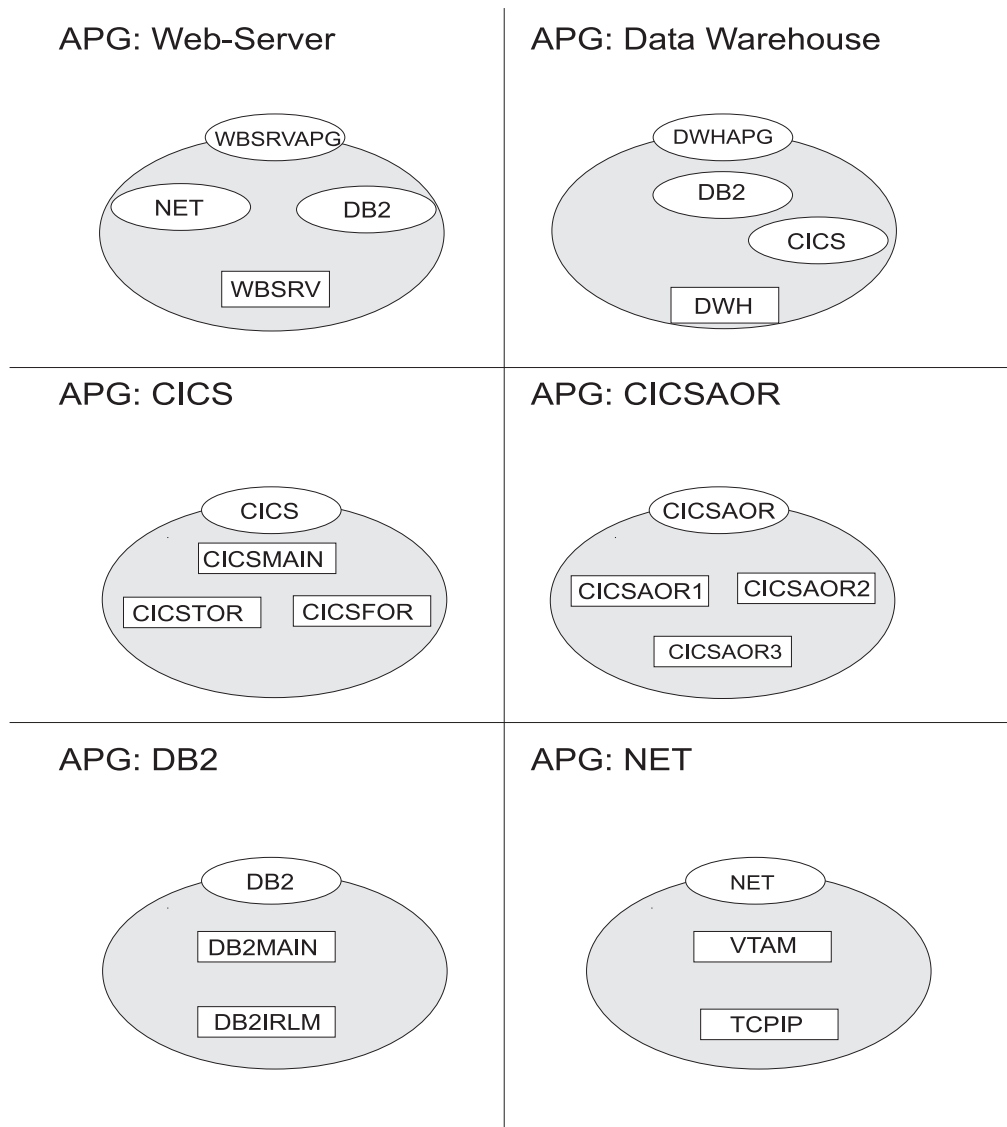 APG: Web-Server
WBSRVAPG
NET
DB2
WBSRV
APG: Data Warehouse
DWHAPG
DB2
CICS
DWH
APG: CICS
CICS
CICSMAIN
CICSTOR
CICSFOR
APG: CICSAOR
CICSAOR
CICSAOR1
CICSAOR2
CICSAOR3
APG: DB2
DB2
DB2MAIN
DB2IRLM
APG: NET
NET
VTAM
TCPIP